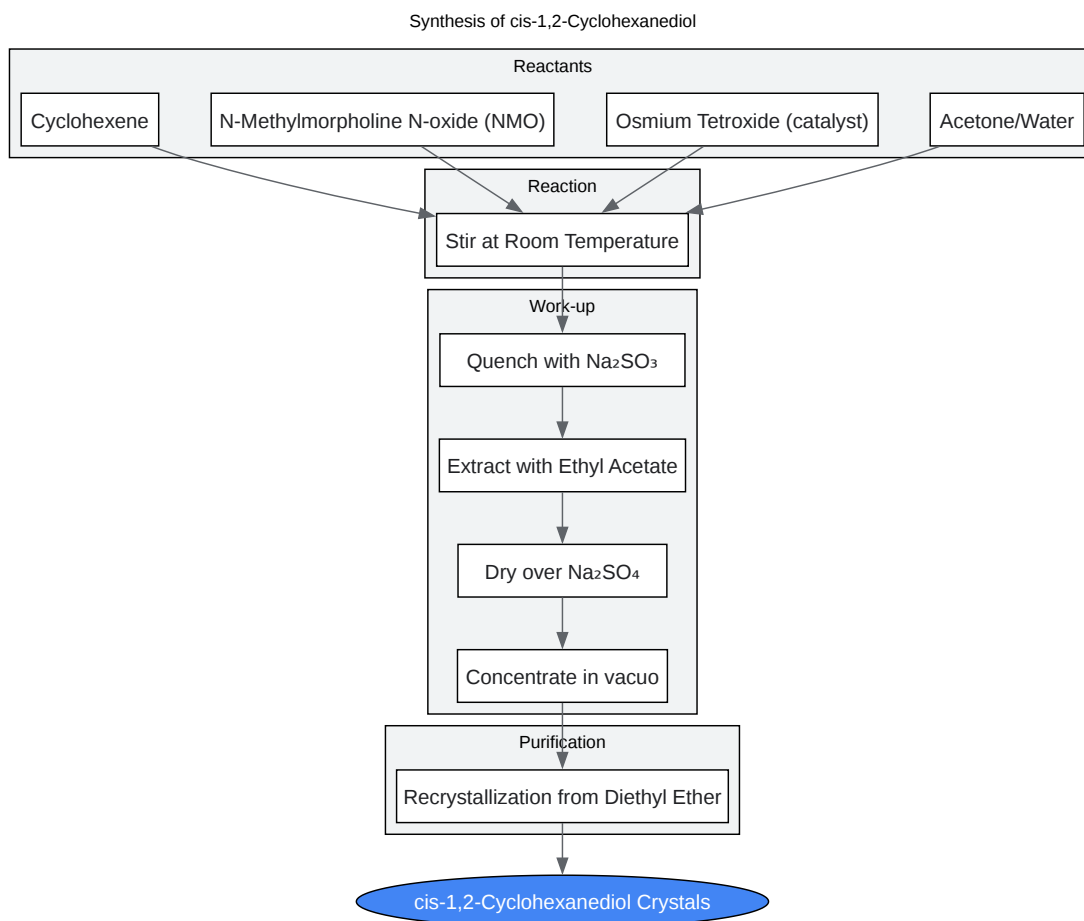 Synthesis of cis-1,2-Cyclohexanediol
Reactants
Cyclohexene
N-Methylmorpholine N-oxide (NMO)
Osmium Tetroxide (catalyst)
Acetone/Water
Reaction
Stir at Room Temperature
Work-up
Quench with Na₂SO₃
Extract with Ethyl Acetate
Dry over Na₂SO₄
Concentrate in vacuo
Purification
Recrystallization from Diethyl Ether
cis-1,2-Cyclohexanediol Crystals